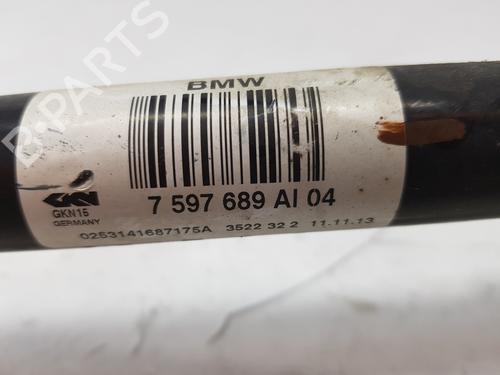 BMW
7 597 689 AI 04
GKN
GKN15
GERMANY
0253141687175A 3522 32 2 11.11.13
B-PARTS